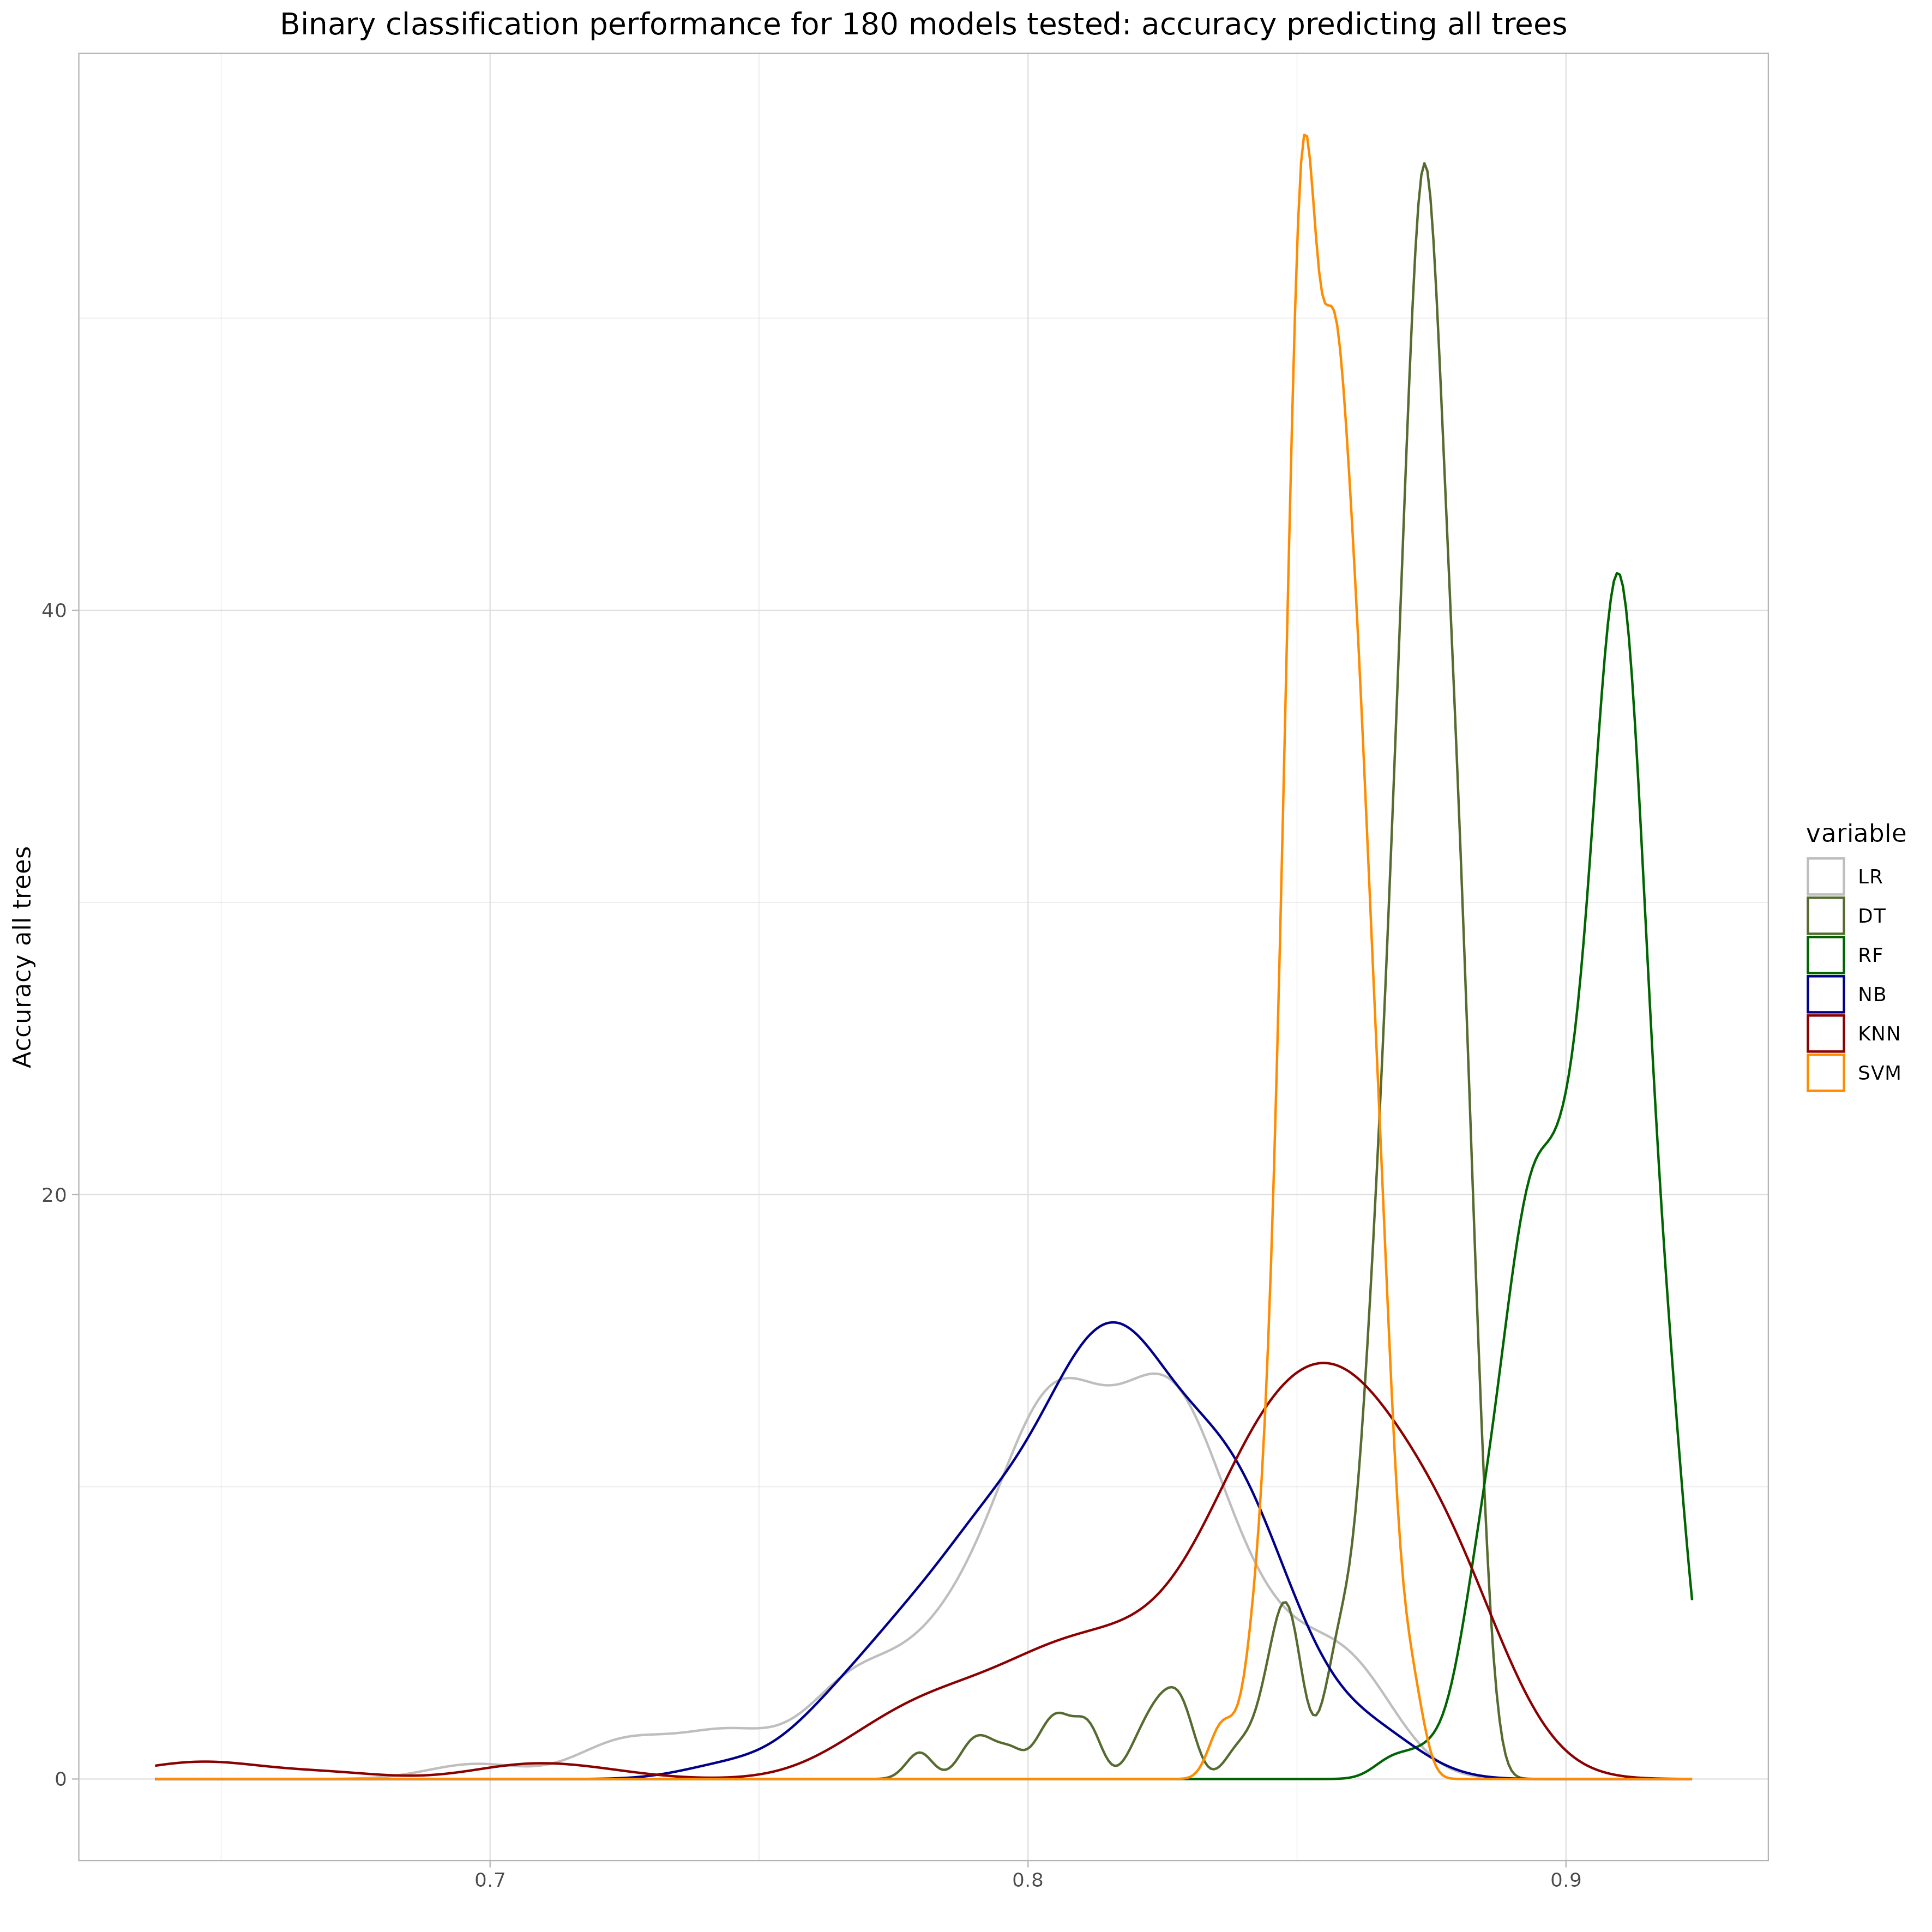 Binary classification performance for 180 models tested: accuracy predicting all trees
Accuracy all trees
40
20
0
0.7
0.8
0.9
variable
LR
DT
RF
NB
KNN
SVM